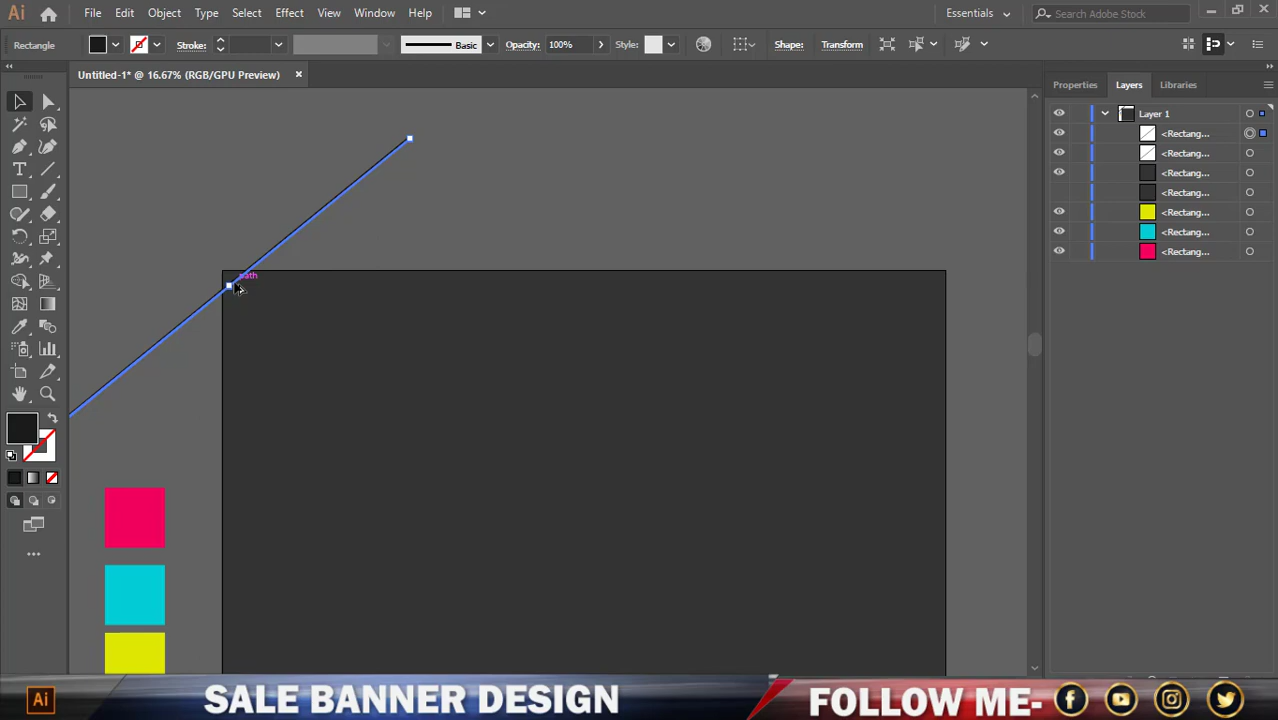 Ai File Edit Object Type Select Effect View Window Help Essentials Search Adobe Stock
Rectangle Stroke: Basic Opacity: 100% Style: Shape: Transform
Untitled-1* @ 16.67% (RGB/GPU Preview) ×
Properties Layers Libraries
Layer 1
<Rectang...
<Rectang...
<Rectang...
<Rectang...
<Rectang...
<Rectang...
<Rectang...
path
Ai SALE BANNER DESIGN FOLLOW ME-